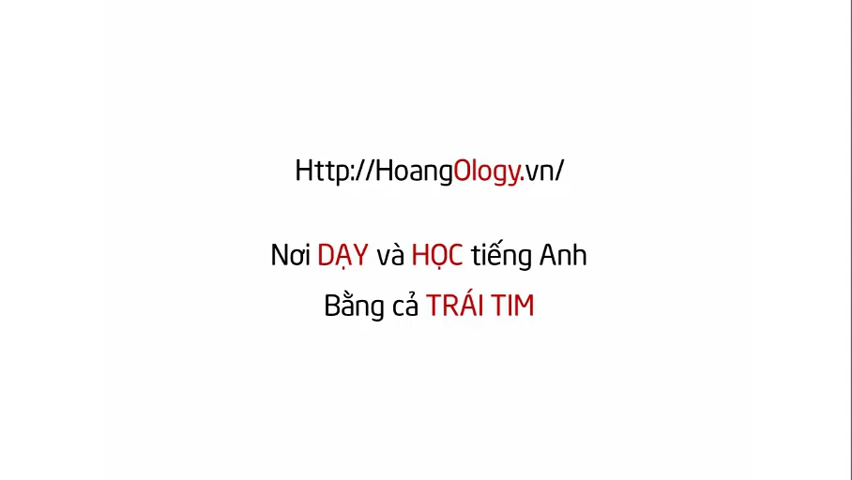 Http://HoangOlogy.vn/
Nơi DẠY và HỌC tiếng Anh
Bằng cả TRÁI TIM